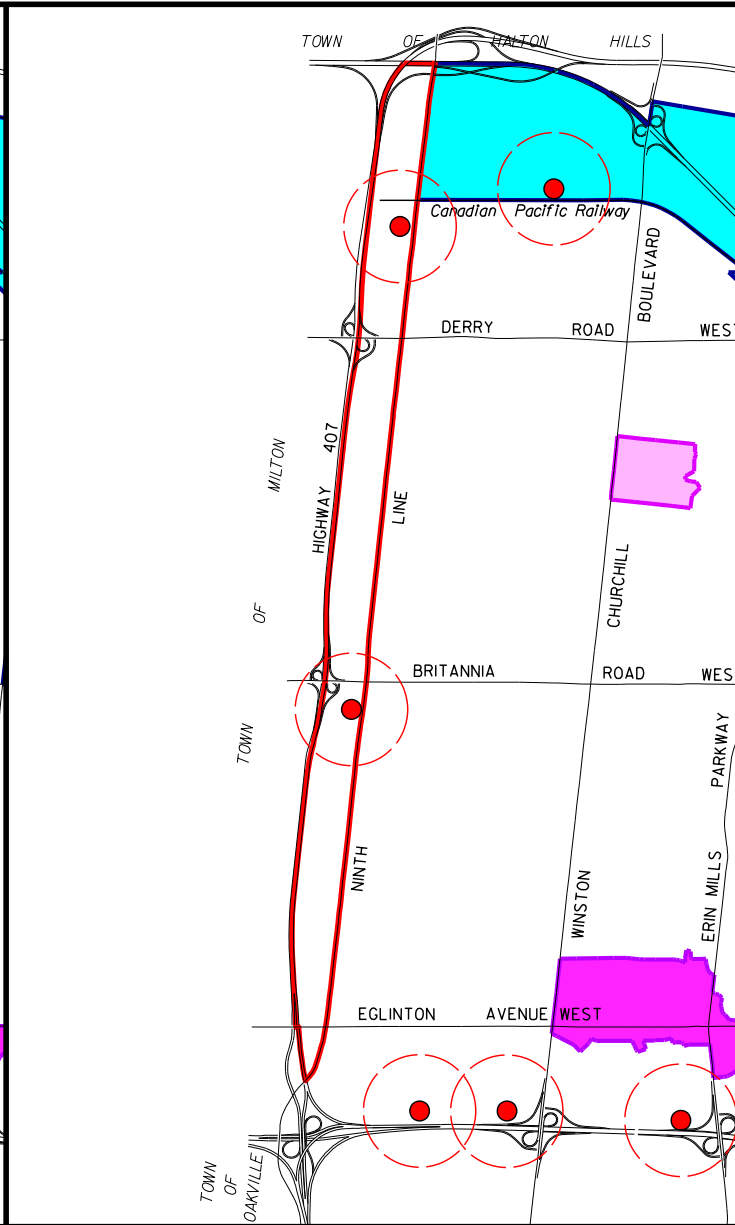 TOWN OF HALTON HILLS
Canadian Pacific Railway
BOULEVARD
DERRY ROAD WEST
407
MILTON
HIGHWAY
LINE
CHURCHILL
OF
BRITANNIA ROAD WES
TOWN
PARKWAY
NINTH
WINSTON
ERIN MILLS
EGLINTON AVENUE WEST
TOWN
OF
OAKVILLE